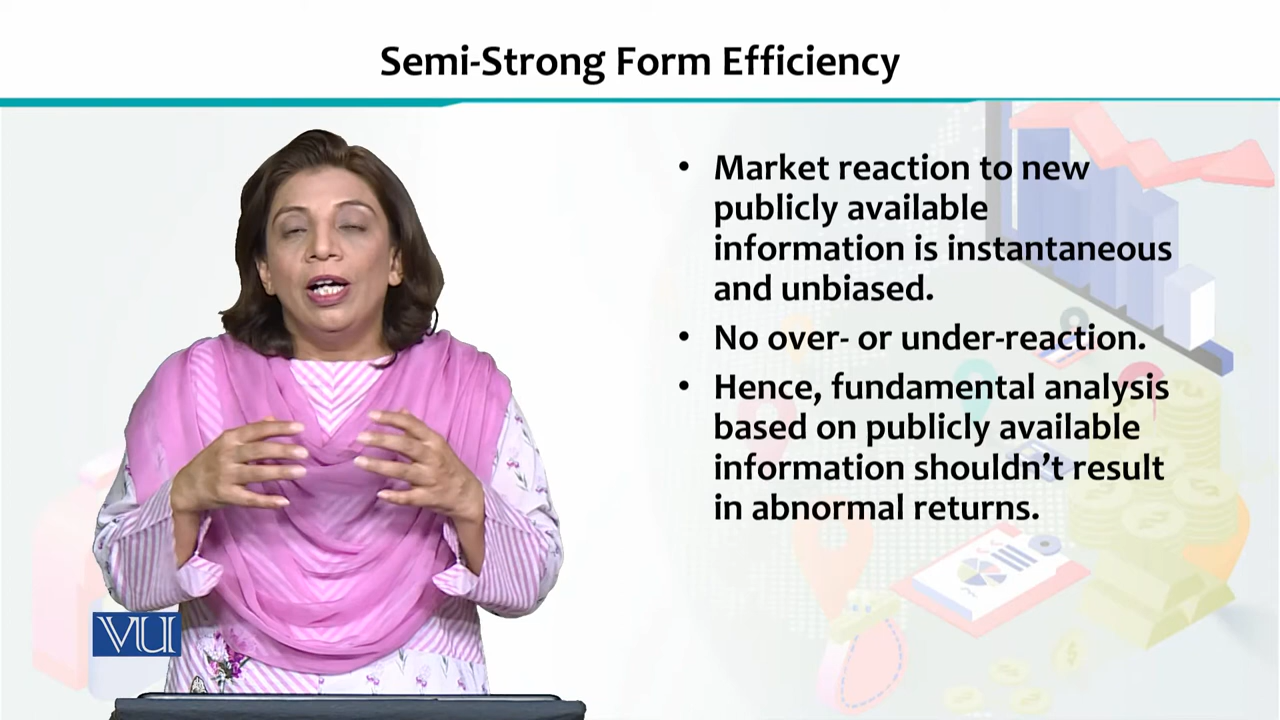 Semi-Strong Form Efficiency
• Market reaction to new
publicly available
information is instantaneous
and unbiased.
• No over- or under-reaction.
• Hence, fundamental analysis
based on publicly available
information shouldn’t result
in abnormal returns.
VU